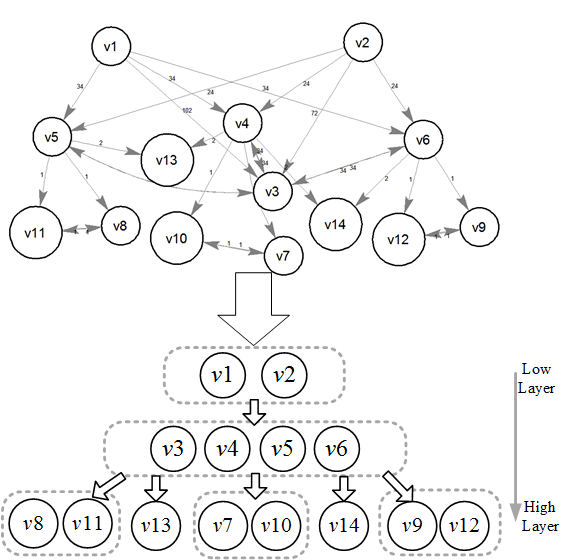 v1
v2
34
34
34
24
24
24
102
72
v5
v4
v6
v13
2
2
2
34 34
v3
1
1
1
1
1
v11
v8
v10
v14
v12
v9
1 1
v7
v1 v2
v3 v4 v5 v6
v8 v11 v13 v7 v10 v14 v9 v12
Low
Layer
High
Layer